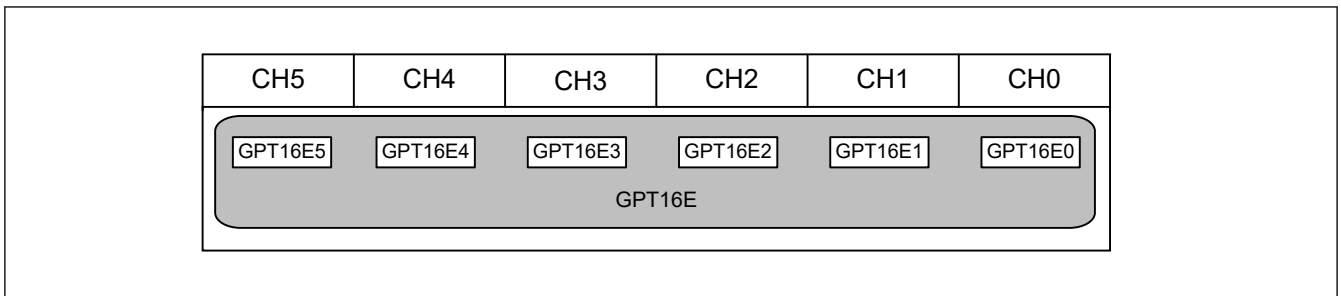 CH5 CH4 CH3 CH2 CH1 CH0
GPT16E5 GPT16E4 GPT16E3 GPT16E2 GPT16E1 GPT16E0
GPT16E